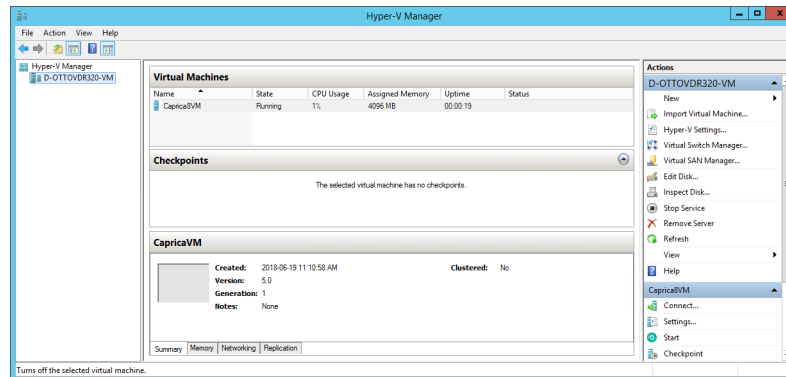 Hyper-V Manager
File Action View Help
Hyper-V Manager
D-OTTOVDR320-VM
Virtual Machines
Name State CPU Usage Assigned Memory Uptime Status
Caprica8VM Running 1% 4096 MB 00:00:19
Checkpoints
The selected virtual machine has no checkpoints.
CapricaVM
Created: 2018-06-19 11:10:58 AM Clustered: No
Version: 5.0
Generation: 1
Notes: None
Summary Memory Networking Replication
Actions
D-OTTOVDR320-VM
New
Import Virtual Machine...
Hyper-V Settings...
Virtual Switch Manager...
Virtual SAN Manager...
Edit Disk...
Inspect Disk...
Stop Service
Remove Server
Refresh
View
Help
Caprica8VM
Connect...
Settings...
Start
Checkpoint
Turns off the selected virtual machine.